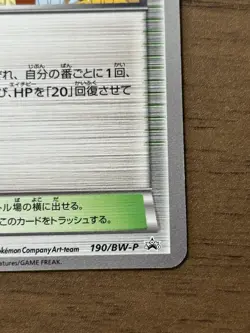 れ、自分の番ごとに1回、
び、HPを「20」回復させて
ル場の横に出せる。
このカードをトラッシュする。
okémon Company Art-team 190/BW-P
atures/GAME FREAK.